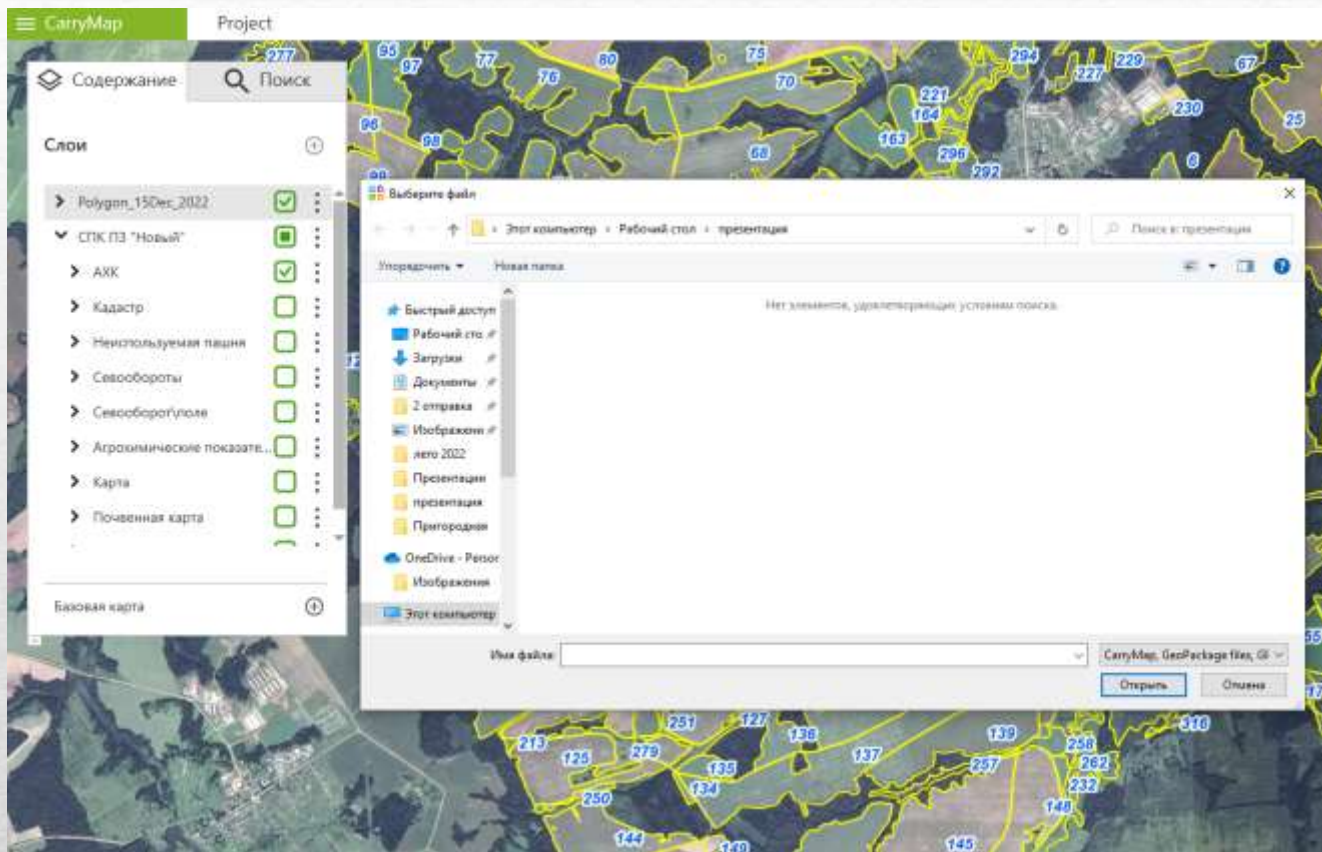 CarryMap Project
Содержание Поиск
Слои
Polygon_15Dec_2022
СПК ПЗ "Новый"
АХК
Кадастр
Неиспользуемая пашня
Севообороты
Севооборот\поле
Агрохимические показате...
Карта
Почвенная карта
Базовая карта
Выберите файл
Этот компьютер › Рабочий стол › презентация
Поиск в: презентация
Упорядочить Новая папка
Нет элементов, удовлетворяющих условиям поиска.
Быстрый доступ
Рабочий сто
Загрузки
Документы
2 отправка
Изображени
лето 2022
Презентации
презентация
Пригородная
OneDrive - Person
Изображения
Этот компьютер
Имя файла:
CarryMap, GeoPackage files, G
Открыть Отмена
277 95 97 77 76 80 75 70 294 227 229 67
96 98 68 163 164 221 296 292 230 25 6
99
213 125 279 251 127 136 137 139 257 258 262 316
250 135 134 232 148
144 149 145
55
17